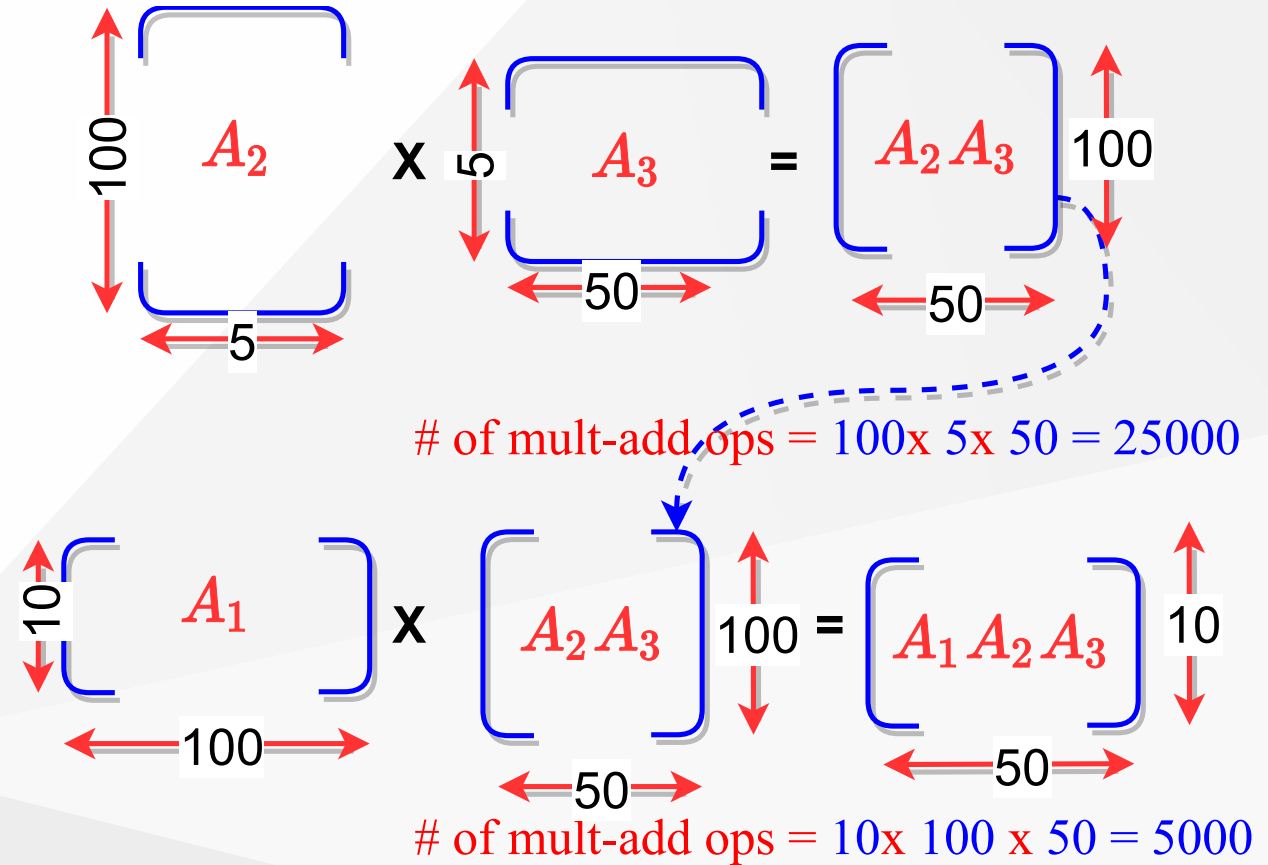 100
A2
5
X
5
A3
50
=
A2 A3
100
50
# of mult-add ops = 100x 5x 50 = 25000
10
A1
100
X
A2 A3
100
50
=
A1 A2 A3
10
50
# of mult-add ops = 10x 100 x 50 = 5000